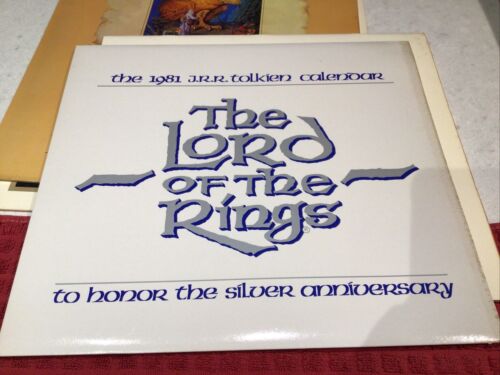 the 1981 J.R.R. tolkien calendar
The
Lord
of the
Rings®
to honor the silver anniversary